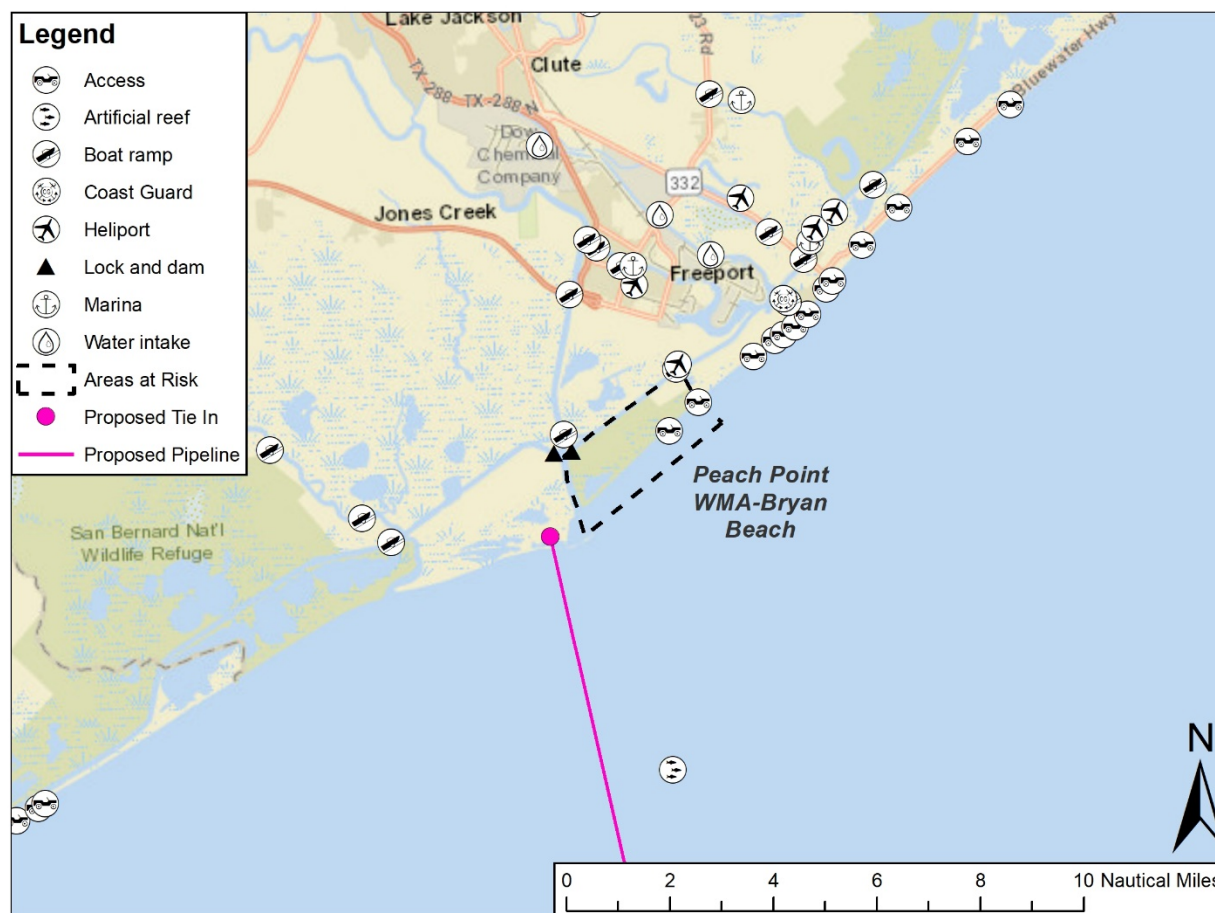 Legend
Access
Artificial reef
Boat ramp
Coast Guard
Heliport
Lock and dam
Marina
Water intake
Areas at Risk
Proposed Tie In
Proposed Pipeline
Lake Jackson
Clute
23 Rd
Bluewater Hwy
TX-288
TX-288
Dow
Chemical
Company
332
Jones Creek
Freeport
Peach Point
WMA-Bryan
Beach
San Bernard Nat'l
Wildlife Refuge
N
0 2 4 6 8 10 Nautical Miles